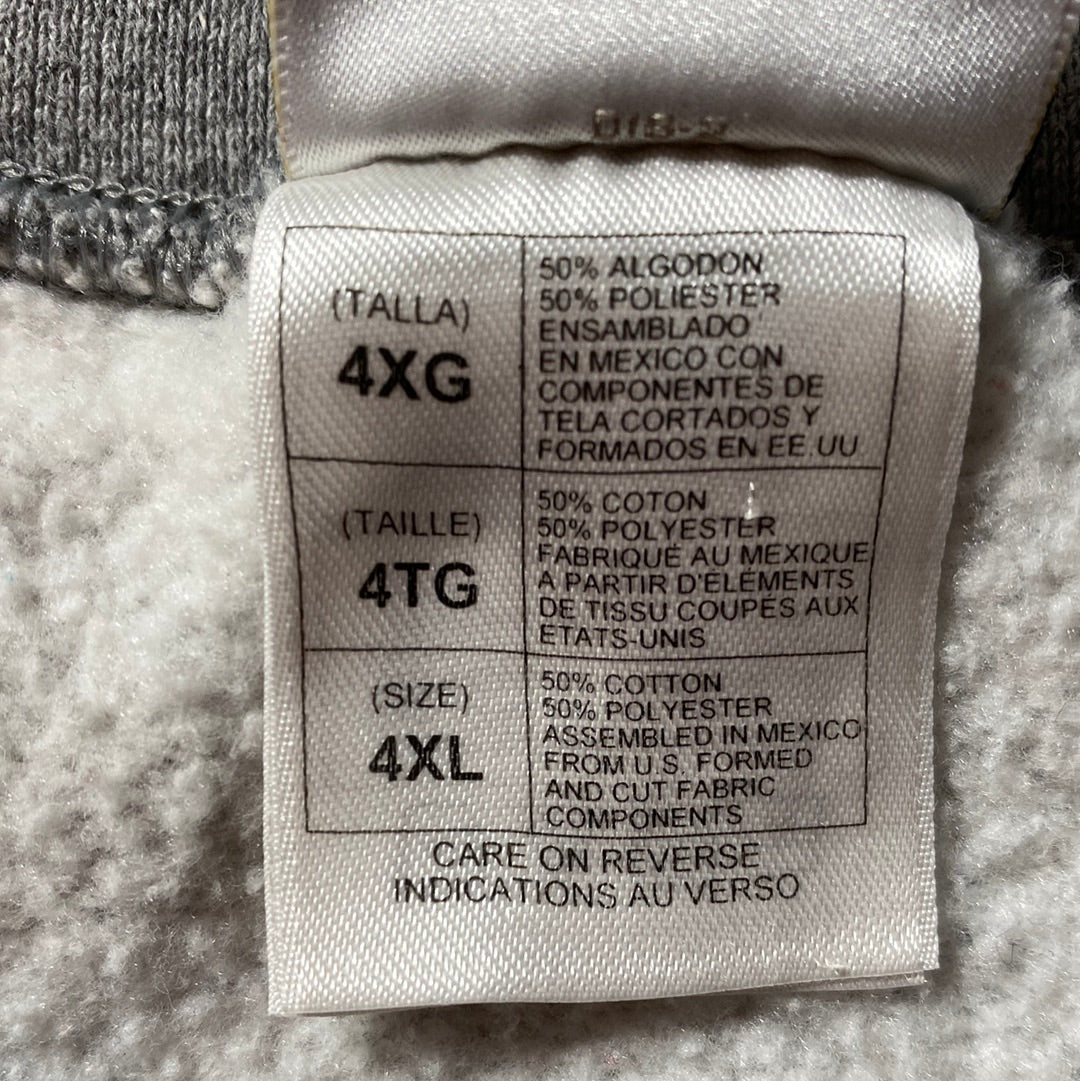 (TALLA)
4XG
50% ALGODON
50% POLIESTER
ENSAMBLADO
EN MEXICO CON
COMPONENTES DE
TELA CORTADOS Y
FORMADOS EN EE.UU
(TAILLE)
4TG
50% COTON
50% POLYESTER
FABRIQUÉ AU MEXIQUE
A PARTIR D'ELÉMENTS
DE TISSU COUPÉS AUX
ETATS-UNIS
(SIZE)
4XL
50% COTTON
50% POLYESTER
ASSEMBLED IN MEXICO
FROM U.S. FORMED
AND CUT FABRIC
COMPONENTS
CARE ON REVERSE
INDICATIONS AU VERSO